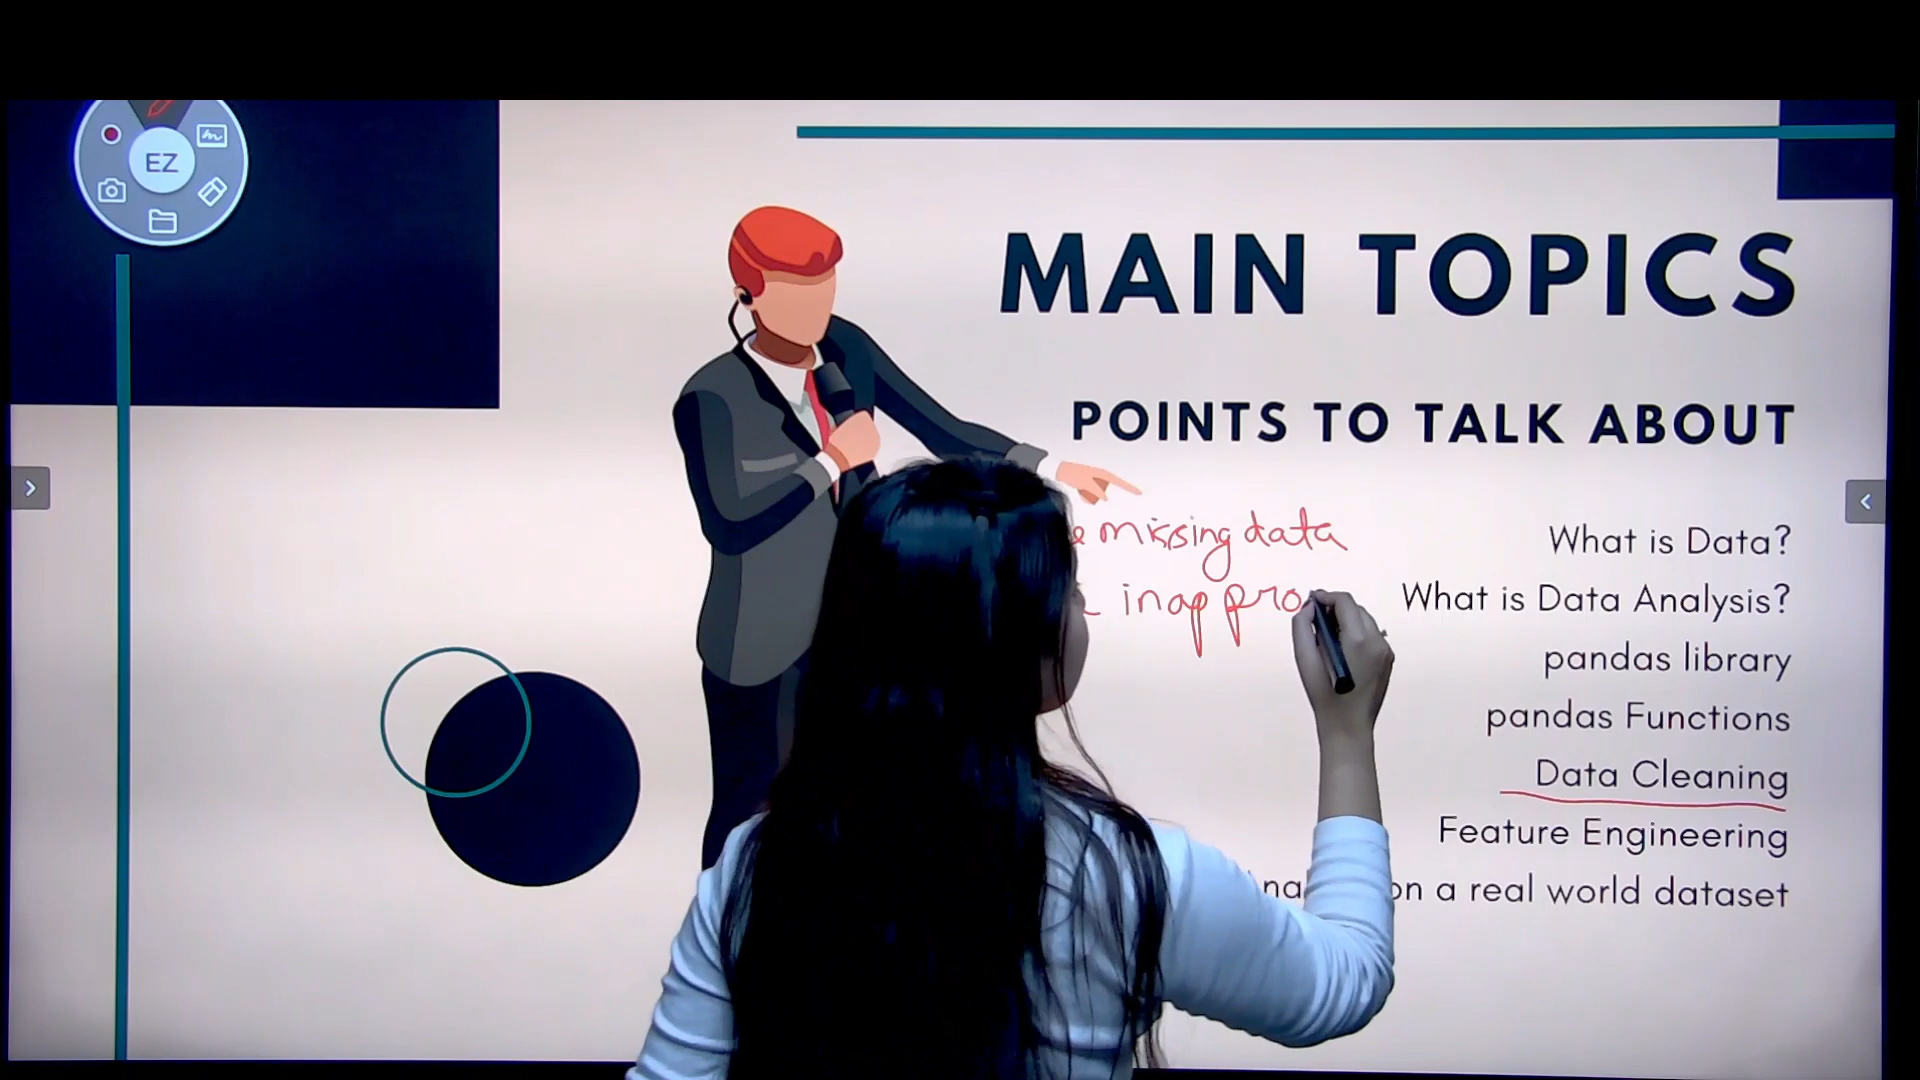 EZ
MAIN TOPICS
POINTS TO TALK ABOUT
missing data
What is Data?
inappro
What is Data Analysis?
pandas library
pandas Functions
Data Cleaning
Feature Engineering
on a real world dataset